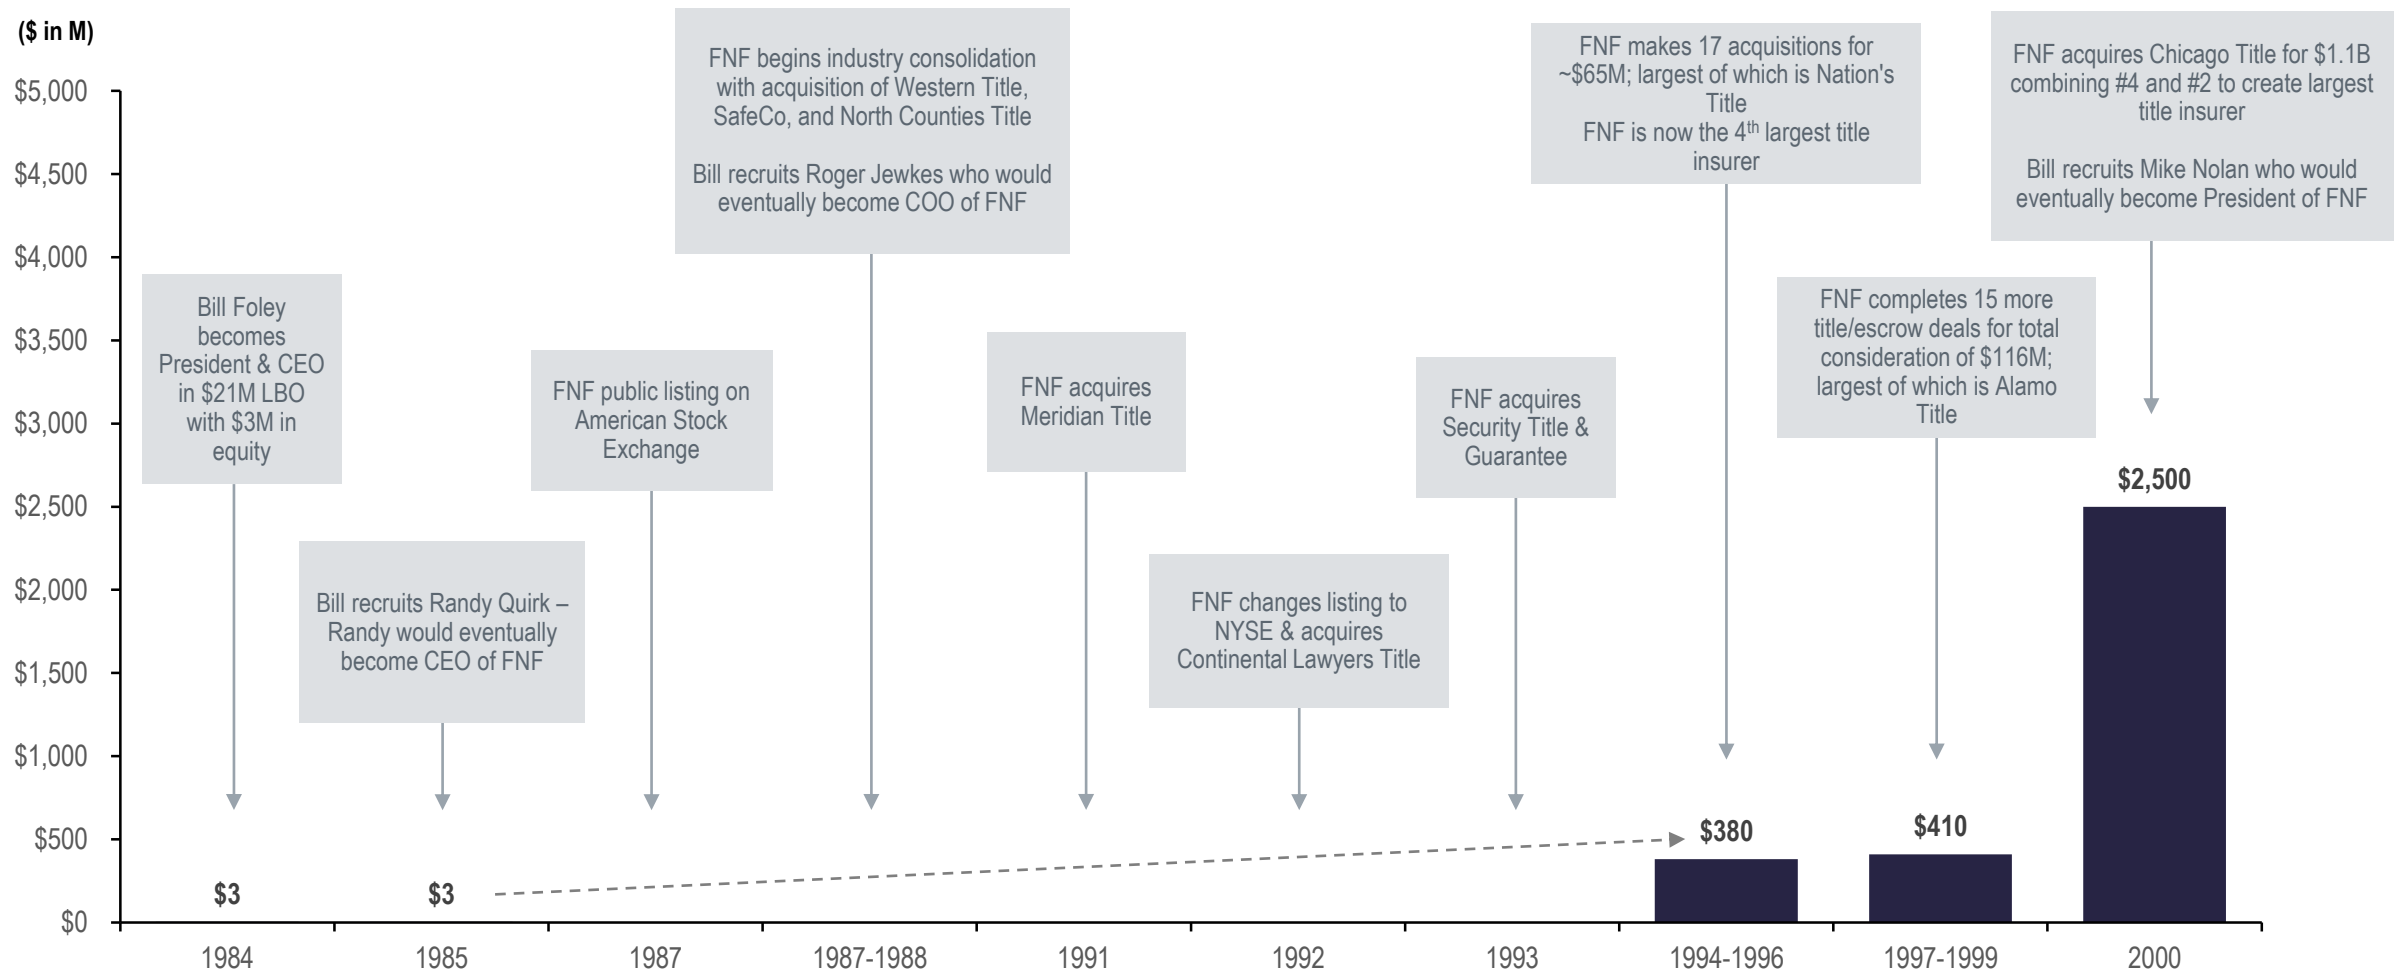 ($ in M)
$5,000
$4,500
$4,000
$3,500
$3,000
$2,500
$2,000
$1,500
$1,000
$500
$0
Bill Foley
becomes
President & CEO
in $21M LBO
with $3M in
equity
Bill recruits Randy Quirk –
Randy would eventually
become CEO of FNF
FNF public listing on
American Stock
Exchange
FNF begins industry consolidation
with acquisition of Western Title,
SafeCo, and North Counties Title
Bill recruits Roger Jewkes who would
eventually become COO of FNF
FNF acquires
Meridian Title
FNF changes listing to
NYSE & acquires
Continental Lawyers Title
FNF acquires
Security Title &
Guarantee
FNF makes 17 acquisitions for
~$65M; largest of which is Nation's
Title
FNF is now the 4th largest title
insurer
FNF completes 15 more
title/escrow deals for total
consideration of $116M;
largest of which is Alamo
Title
FNF acquires Chicago Title for $1.1B
combining #4 and #2 to create largest
title insurer
Bill recruits Mike Nolan who would
eventually become President of FNF
$3
$3
$380
$410
$2,500
1984
1985
1987
1987-1988
1991
1992
1993
1994-1996
1997-1999
2000